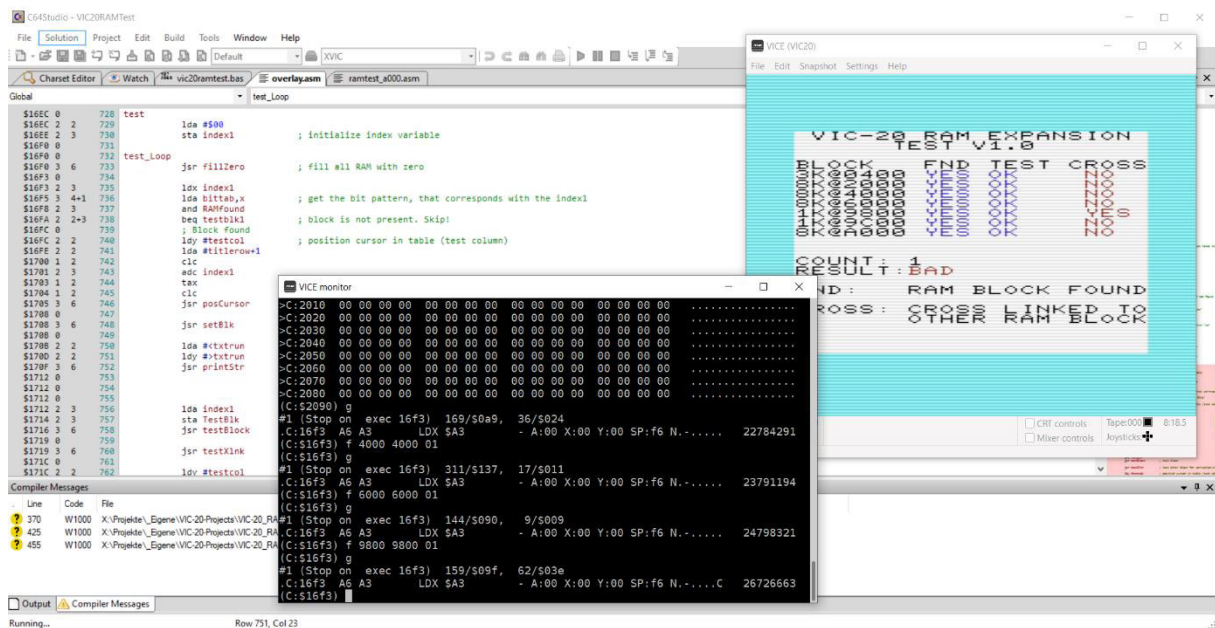 C64Studio - VIC20RAMTest
File Solution Project Edit Build Tools Window Help
Default XVIC
Charset Editor Watch vic20ramtest.bas overlay.asm ramtest_a000.asm
Global test_Loop
$16EC 0 728 test
$16EC 2 2 729 lda #$00
$16EE 2 3 730 sta index1 ; initialize index variable
$16F0 0 731
$16F0 0 732 test_Loop
$16F0 3 6 733 jsr fillZero ; fill all RAM with zero
$16F3 0 734
$16F3 2 3 735 ldx index1
$16F5 3 4+1 736 lda bittab,x ; get the bit pattern, that corresponds with the index1
$16F8 2 3 737 and RAMfound
$16FA 2 2+3 738 beq testblk1 ; block is not present. Skip!
$16FC 0 739 ; Block found
$16FC 2 2 740 ldy #testcol ; position cursor in table (test column)
$16FE 2 2 741 lda #titlerow+1
$1700 1 2 742 clc
$1701 2 3 743 adc index1
$1703 1 2 744 tax
$1704 1 2 745 clc
$1705 3 6 746 jsr posCursor
$1708 0 747
$1708 3 6 748 jsr setBlk
$170B 0 749
$170B 2 2 750 lda #<txtrun
$170D 2 2 751 ldy #>txtrun
$170F 3 6 752 jsr printStr
$1712 0 753
$1712 0 754
$1712 0 755
$1712 2 3 756 lda index1
$1714 2 3 757 sta TestBlk
$1716 3 6 758 jsr testBlock
$1719 0 759
$1719 3 6 760 jsr testXlnk
$171C 0 761
$171C 2 2 762 ldy #testcol
VICE (VIC20)
File Edit Snapshot Settings Help
VIC-20 RAM EXPANSION
TEST V1.0
BLOCK FND TEST CROSS
3K@0400 YES OK NO
8K@2000 YES OK NO
8K@4000 YES OK NO
8K@6000 YES OK NO
1K@9800 YES OK YES
1K@9C00 YES OK NO
8K@A000 YES OK NO
COUNT: 1
RESULT:BAD
ND: RAM BLOCK FOUND
ROSS: CROSS LINKED TO
OTHER RAM BLOCK
CRT controls Tape:000 8:18.5
Mixer controls Joysticks:
VICE monitor
>C:2010 00 00 00 00 00 00 00 00 00 00 00 00 00 00 00 00 ................
>C:2020 00 00 00 00 00 00 00 00 00 00 00 00 00 00 00 00 ................
>C:2030 00 00 00 00 00 00 00 00 00 00 00 00 00 00 00 00 ................
>C:2040 00 00 00 00 00 00 00 00 00 00 00 00 00 00 00 00 ................
>C:2050 00 00 00 00 00 00 00 00 00 00 00 00 00 00 00 00 ................
>C:2060 00 00 00 00 00 00 00 00 00 00 00 00 00 00 00 00 ................
>C:2070 00 00 00 00 00 00 00 00 00 00 00 00 00 00 00 00 ................
>C:2080 00 00 00 00 00 00 00 00 00 00 00 00 00 00 00 00 ................
(C:$2090) g
#1 (Stop on exec 16f3) 169/$0a9, 36/$024
.C:16f3 A6 A3 LDX $A3 - A:00 X:00 Y:00 SP:f6 N.-..... 22784291
(C:$16f3) f 4000 4000 01
(C:$16f3) g
#1 (Stop on exec 16f3) 311/$137, 17/$011
.C:16f3 A6 A3 LDX $A3 - A:00 X:00 Y:00 SP:f6 N.-..... 23791194
(C:$16f3) f 6000 6000 01
(C:$16f3) g
#1 (Stop on exec 16f3) 144/$090, 9/$009
.C:16f3 A6 A3 LDX $A3 - A:00 X:00 Y:00 SP:f6 N.-..... 24798321
(C:$16f3) f 9800 9800 01
(C:$16f3) g
#1 (Stop on exec 16f3) 159/$09f, 62/$03e
.C:16f3 A6 A3 LDX $A3 - A:00 X:00 Y:00 SP:f6 N.-....C 26726663
(C:$16f3)
Compiler Messages
Line Code File
370 W1000 X:\Projekte\_Eigene\VIC-20-Projects\VIC-20_RA
425 W1000 X:\Projekte\_Eigene\VIC-20-Projects\VIC-20_RA
455 W1000 X:\Projekte\_Eigene\VIC-20-Projects\VIC-20_RA
Output Compiler Messages
Running... Row 751, Col 23